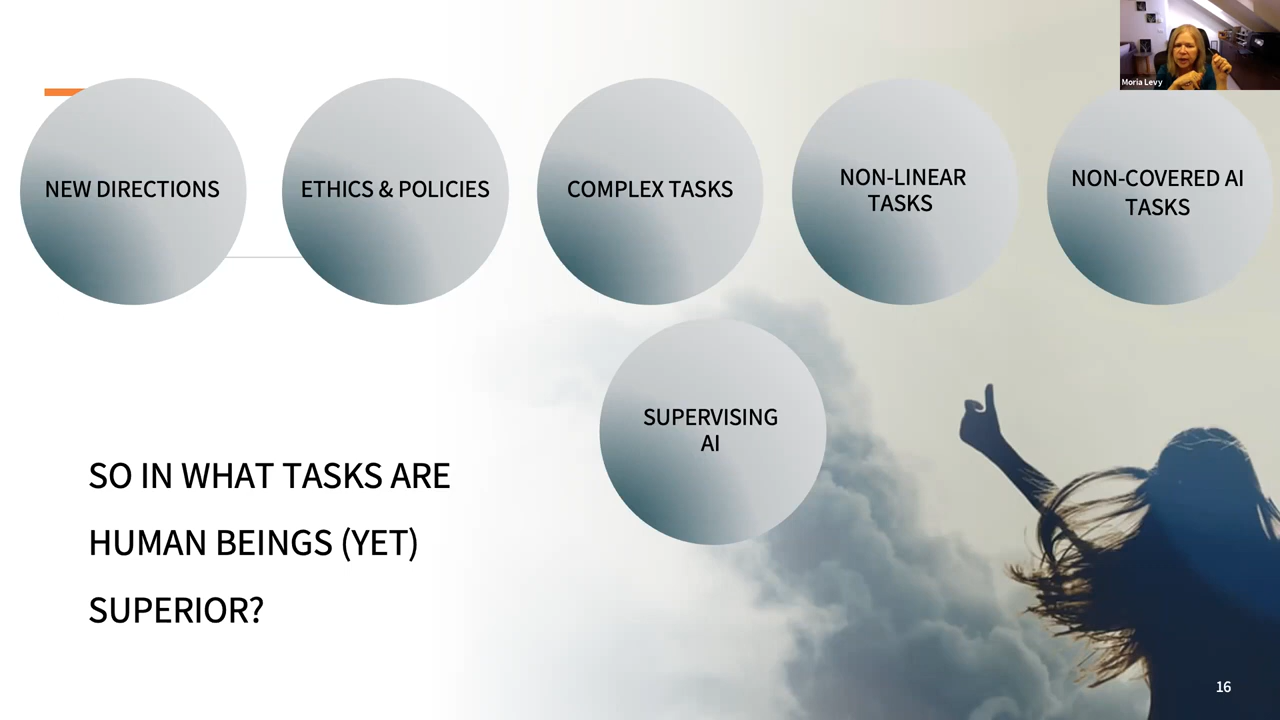 Moria Levy
NEW DIRECTIONS
ETHICS & POLICIES
COMPLEX TASKS
NON-LINEAR
TASKS
NON-COVERED AI
TASKS
SUPERVISING
AI
SO IN WHAT TASKS ARE
HUMAN BEINGS (YET)
SUPERIOR?
16